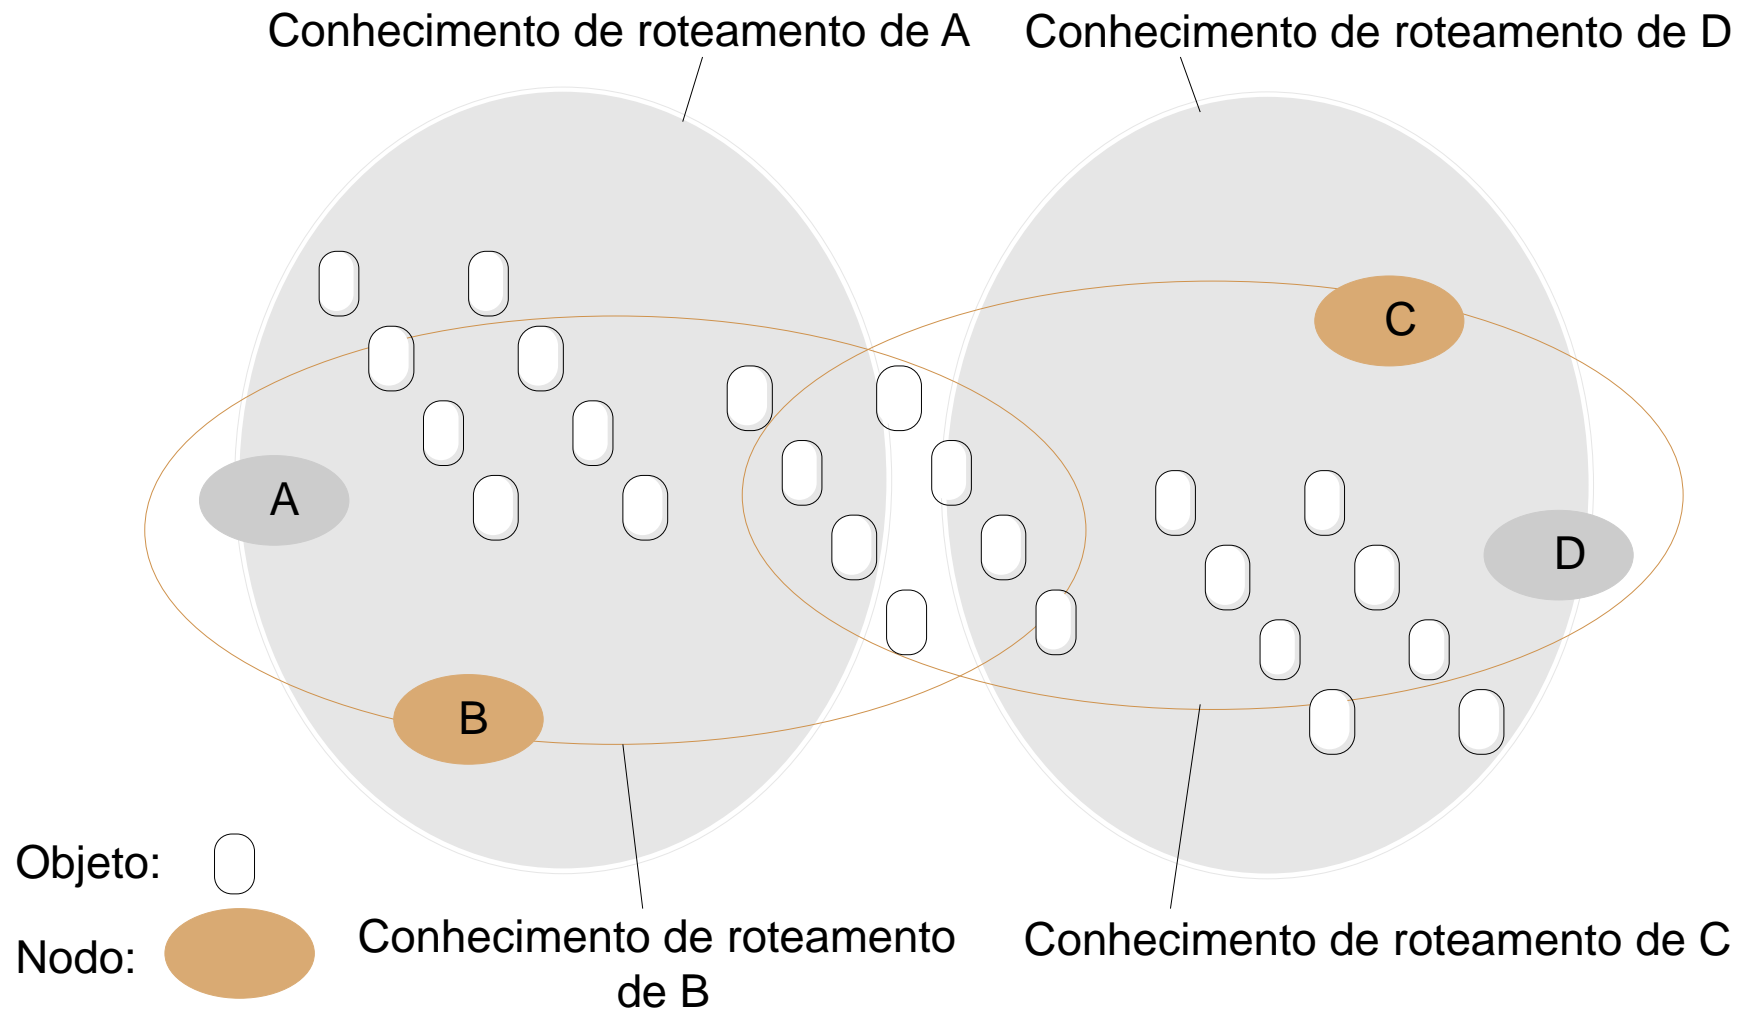 Conhecimento de roteamento de A
Conhecimento de roteamento de D
C
A
D
B
Objeto:
Nodo:
Conhecimento de roteamento
de B
Conhecimento de roteamento de C